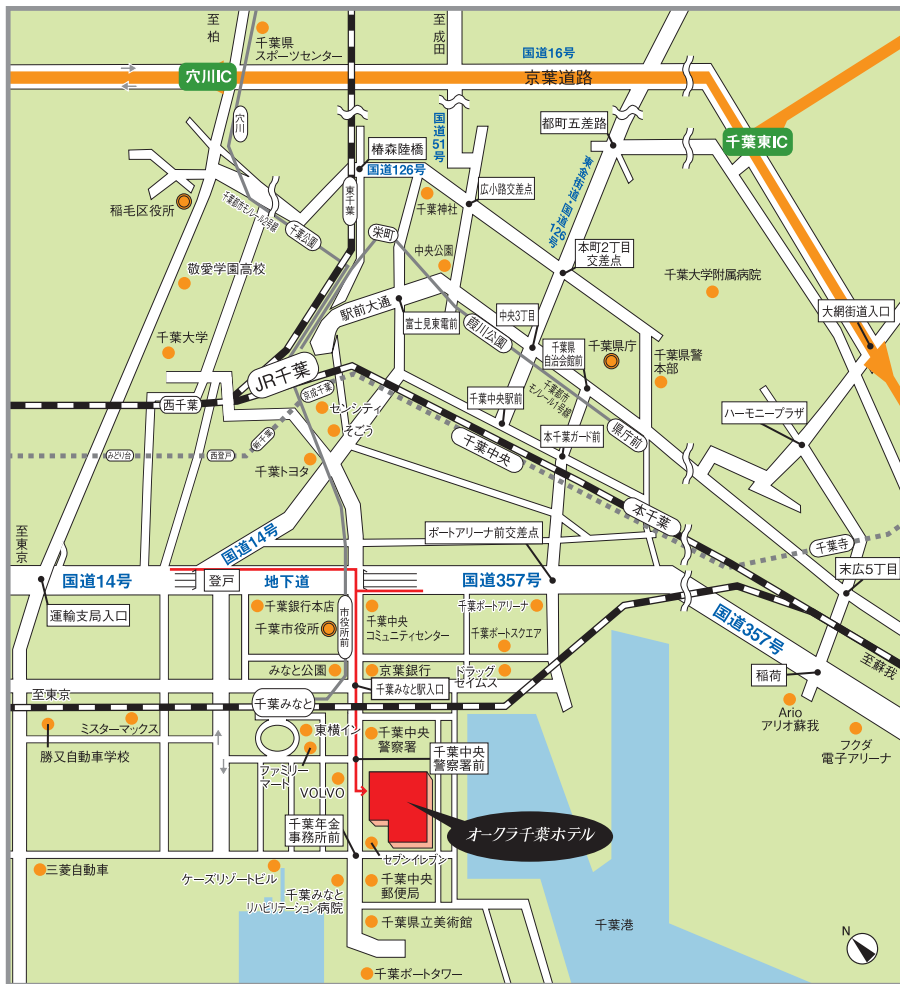 至柏
千葉県
スポーツセンター
至成田
国道16号
京葉道路
穴川IC
穴川
国道51号
都町五差路
千葉東IC
椿森陸橋
国道126号
東千葉
稲毛区役所
千葉都市モノレール2号線
千葉公園
千葉神社
広小路交差点
東金街道・国道126号
栄町
中央公園
本町2丁目
交差点
敬愛学園高校
千葉大学附属病院
駅前大通
富士見東電前
中央3丁目
葭川公園
大網街道入口
千葉大学
千葉県
自治会館前
千葉県庁
千葉県警
本部
JR千葉
京成千葉
西千葉
センシティ
そごう
千葉中央駅前
千葉都市
モノレール1号線
県庁前
ハーモニープラザ
みどり台
西登戸
新千葉
千葉トヨタ
千葉中央
本千葉ガード前
本千葉
至東京
国道14号
ポートアリーナ前交差点
千葉寺
国道14号
登戸
地下道
国道357号
末広5丁目
運輸支局入口
千葉銀行本店
千葉市役所
市役所前
千葉中央
コミュニティセンター
千葉ポートアリーナ
千葉ポートスクエア
国道357号
みなと公園
京葉銀行
ドラッグ
セイムス
稲荷
至蘇我
至東京
千葉みなと
千葉みなと駅入口
Ario
アリオ蘇我
ミスターマックス
勝又自動車学校
東横イン
ファミリー
マート
千葉中央
警察署
千葉中央
警察署前
フクダ
電子アリーナ
VOLVO
千葉年金
事務所前
オークラ千葉ホテル
セブンイレブン
三菱自動車
ケーズリゾートビル
千葉みなと
リハビリテーション病院
千葉中央
郵便局
千葉県立美術館
千葉港
千葉ポートタワー
N